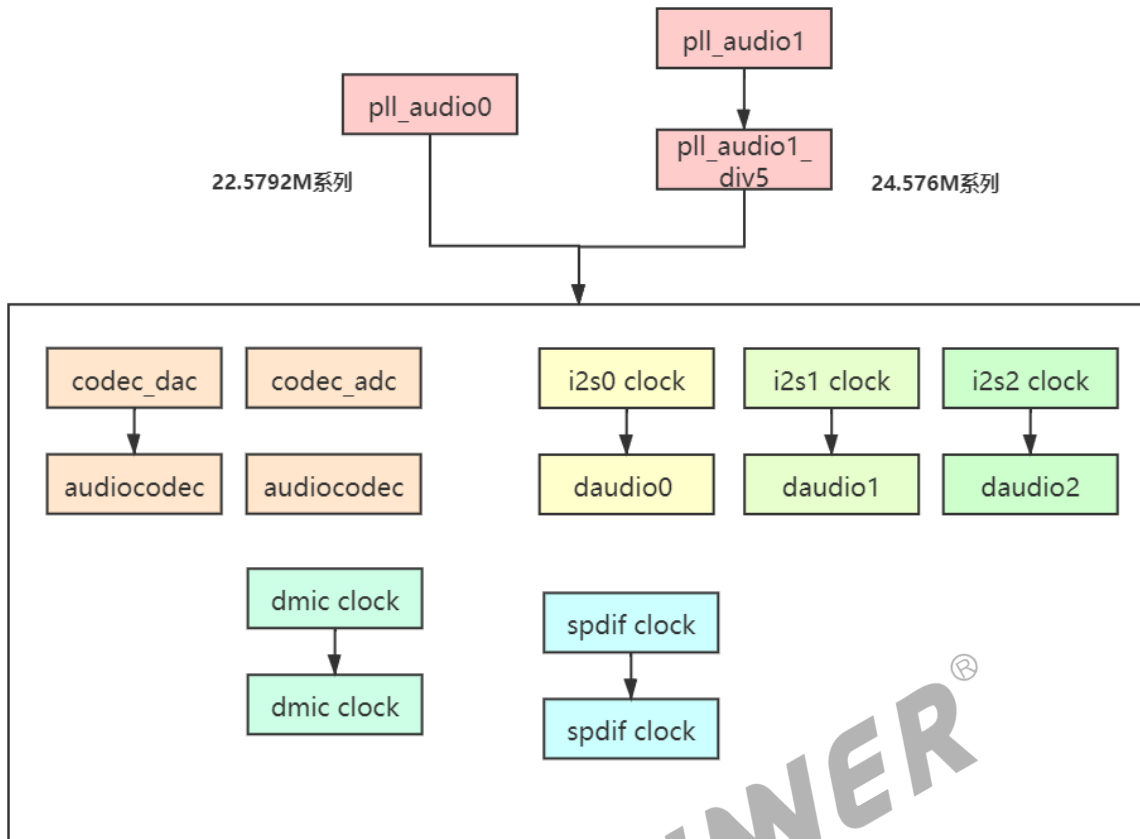 pll_audio1
pll_audio0
pll_audio1_
div5
22.5792M系列
24.576M系列
codec_dac
codec_adc
i2s0 clock
i2s1 clock
i2s2 clock
audiocodec
audiocodec
daudio0
daudio1
daudio2
dmic clock
spdif clock
dmic clock
spdif clock
WNER®